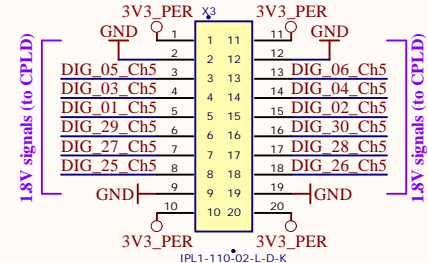 3V3_PER X3 3V3_PER
GND 1 1 11 11 GND
2 2 12 12
DIG_05_Ch5 3 3 13 13 DIG_06_Ch5
DIG_03_Ch5 4 4 14 14 DIG_04_Ch5
DIG_01_Ch5 5 5 15 15 DIG_02_Ch5
DIG_29_Ch5 6 6 16 16 DIG_30_Ch5
DIG_27_Ch5 7 7 17 17 DIG_28_Ch5
DIG_25_Ch5 8 8 18 18 DIG_26_Ch5
GND 9 9 19 19 GND
10 10 20 20
3V3_PER 3V3_PER
IPL1-110-02-L-D-K
1.8V signals (to CPLD)
1.8V signals (to CPLD)